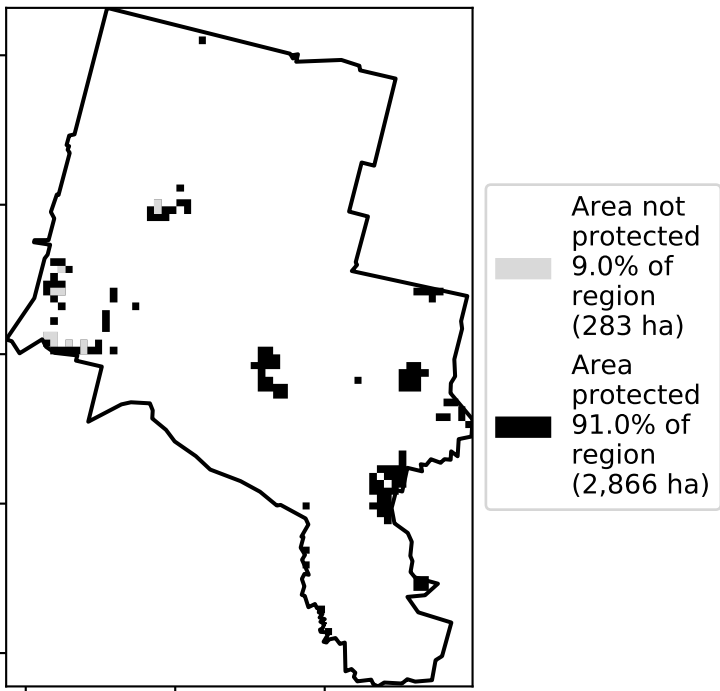 Area not
protected
9.0% of
region
(283 ha)
Area
protected
91.0% of
region
(2,866 ha)